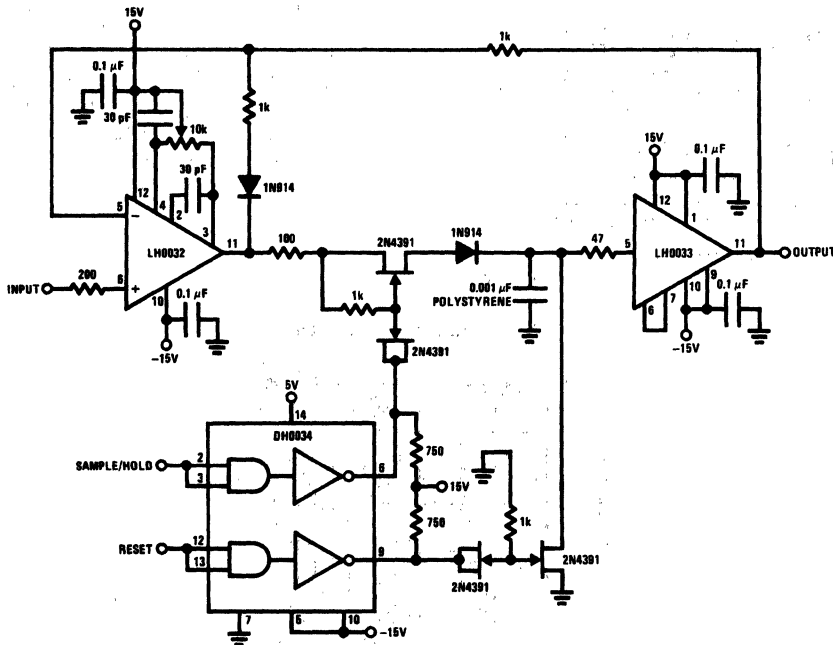 15V
1k
0.1 μF
30 pF
10k
1k
15V
0.1 μF
30 pF
12
4
2
3
1N914
5
−
LH0032
11
100
2N4391
1N914
47
12
1
5
LH0033
11
OUTPUT
INPUT
200
6
+
10
0.1 μF
−15V
1k
0.001 μF
POLYSTYRENE
6
7
10
9
0.1 μF
−15V
2N4391
5V
14
DH0034
SAMPLE/HOLD
2
3
6
750
15V
750
1k
RESET
12
13
9
2N4391
2N4391
7
5
10
−15V